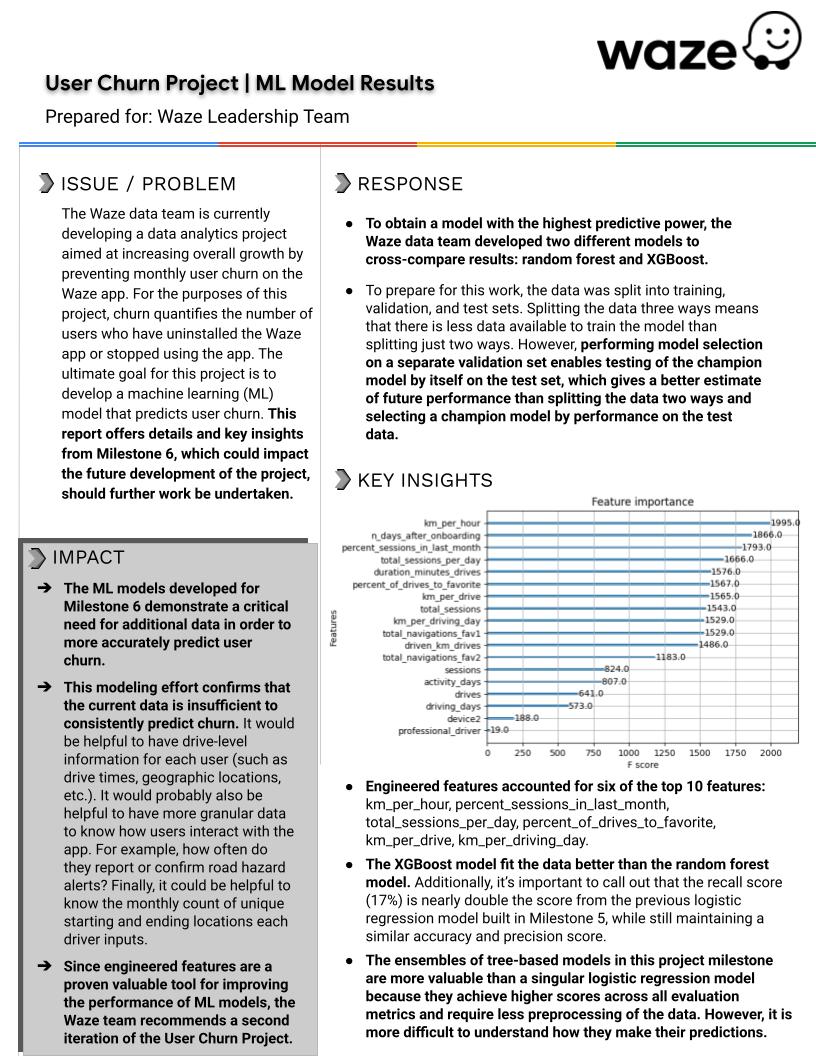 waze
User Churn Project | ML Model Results
Prepared for: Waze Leadership Team
ISSUE / PROBLEM
The Waze data team is currently
developing a data analytics project
aimed at increasing overall growth by
preventing monthly user churn on the
Waze app. For the purposes of this
project, churn quantifies the number of
users who have uninstalled the Waze
app or stopped using the app. The
ultimate goal for this project is to
develop a machine learning (ML)
model that predicts user churn. This
report offers details and key insights
from Milestone 6, which could impact
the future development of the project,
should further work be undertaken.
IMPACT
➔ The ML models developed for
Milestone 6 demonstrate a critical
need for additional data in order to
more accurately predict user
churn.
➔ This modeling effort confirms that
the current data is insufficient to
consistently predict churn. It would
be helpful to have drive-level
information for each user (such as
drive times, geographic locations,
etc.). It would probably also be
helpful to have more granular data
to know how users interact with the
app. For example, how often do
they report or confirm road hazard
alerts? Finally, it could be helpful to
know the monthly count of unique
starting and ending locations each
driver inputs.
➔ Since engineered features are a
proven valuable tool for improving
the performance of ML models, the
Waze team recommends a second
iteration of the User Churn Project.
RESPONSE
● To obtain a model with the highest predictive power, the
Waze data team developed two different models to
cross-compare results: random forest and XGBoost.
● To prepare for this work, the data was split into training,
validation, and test sets. Splitting the data three ways means
that there is less data available to train the model than
splitting just two ways. However, performing model selection
on a separate validation set enables testing of the champion
model by itself on the test set, which gives a better estimate
of future performance than splitting the data two ways and
selecting a champion model by performance on the test
data.
KEY INSIGHTS
Feature importance
Features
km_per_hour 1995.0
n_days_after_onboarding 1866.0
percent_sessions_in_last_month 1793.0
total_sessions_per_day 1666.0
duration_minutes_drives 1576.0
percent_of_drives_to_favorite 1567.0
km_per_drive 1565.0
total_sessions 1543.0
km_per_driving_day 1529.0
total_navigations_fav1 1529.0
driven_km_drives 1486.0
total_navigations_fav2 1183.0
sessions 824.0
activity_days 807.0
drives 641.0
driving_days 573.0
device2 188.0
professional_driver 19.0
0 250 500 750 1000 1250 1500 1750 2000
F score
● Engineered features accounted for six of the top 10 features:
km_per_hour, percent_sessions_in_last_month,
total_sessions_per_day, percent_of_drives_to_favorite,
km_per_drive, km_per_driving_day.
● The XGBoost model fit the data better than the random forest
model. Additionally, it's important to call out that the recall score
(17%) is nearly double the score from the previous logistic
regression model built in Milestone 5, while still maintaining a
similar accuracy and precision score.
● The ensembles of tree-based models in this project milestone
are more valuable than a singular logistic regression model
because they achieve higher scores across all evaluation
metrics and require less preprocessing of the data. However, it is
more difficult to understand how they make their predictions.